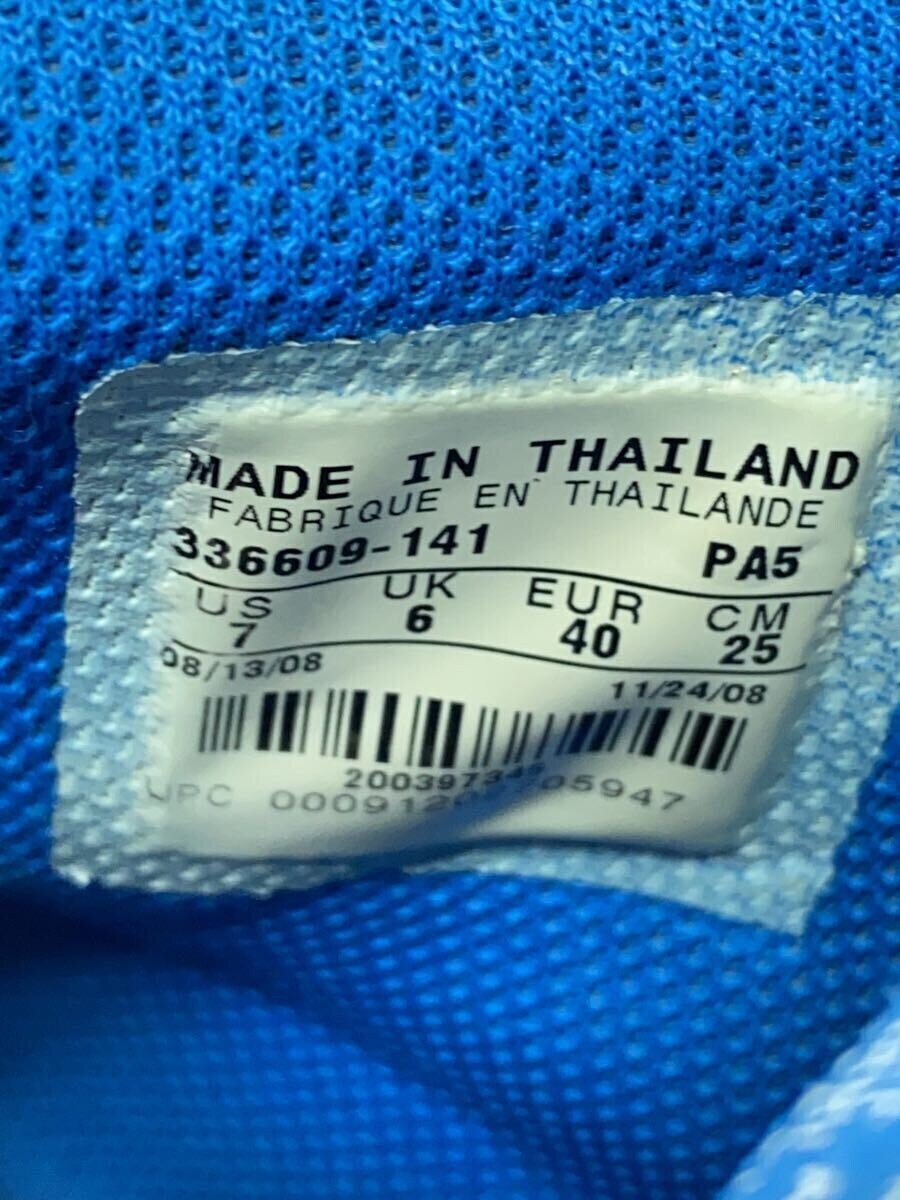 MADE IN THAILAND
FABRIQUE EN THAILANDE
336609-141 PA5
US UK EUR CM
7 6 40 25
08/13/08 11/24/08
UPC